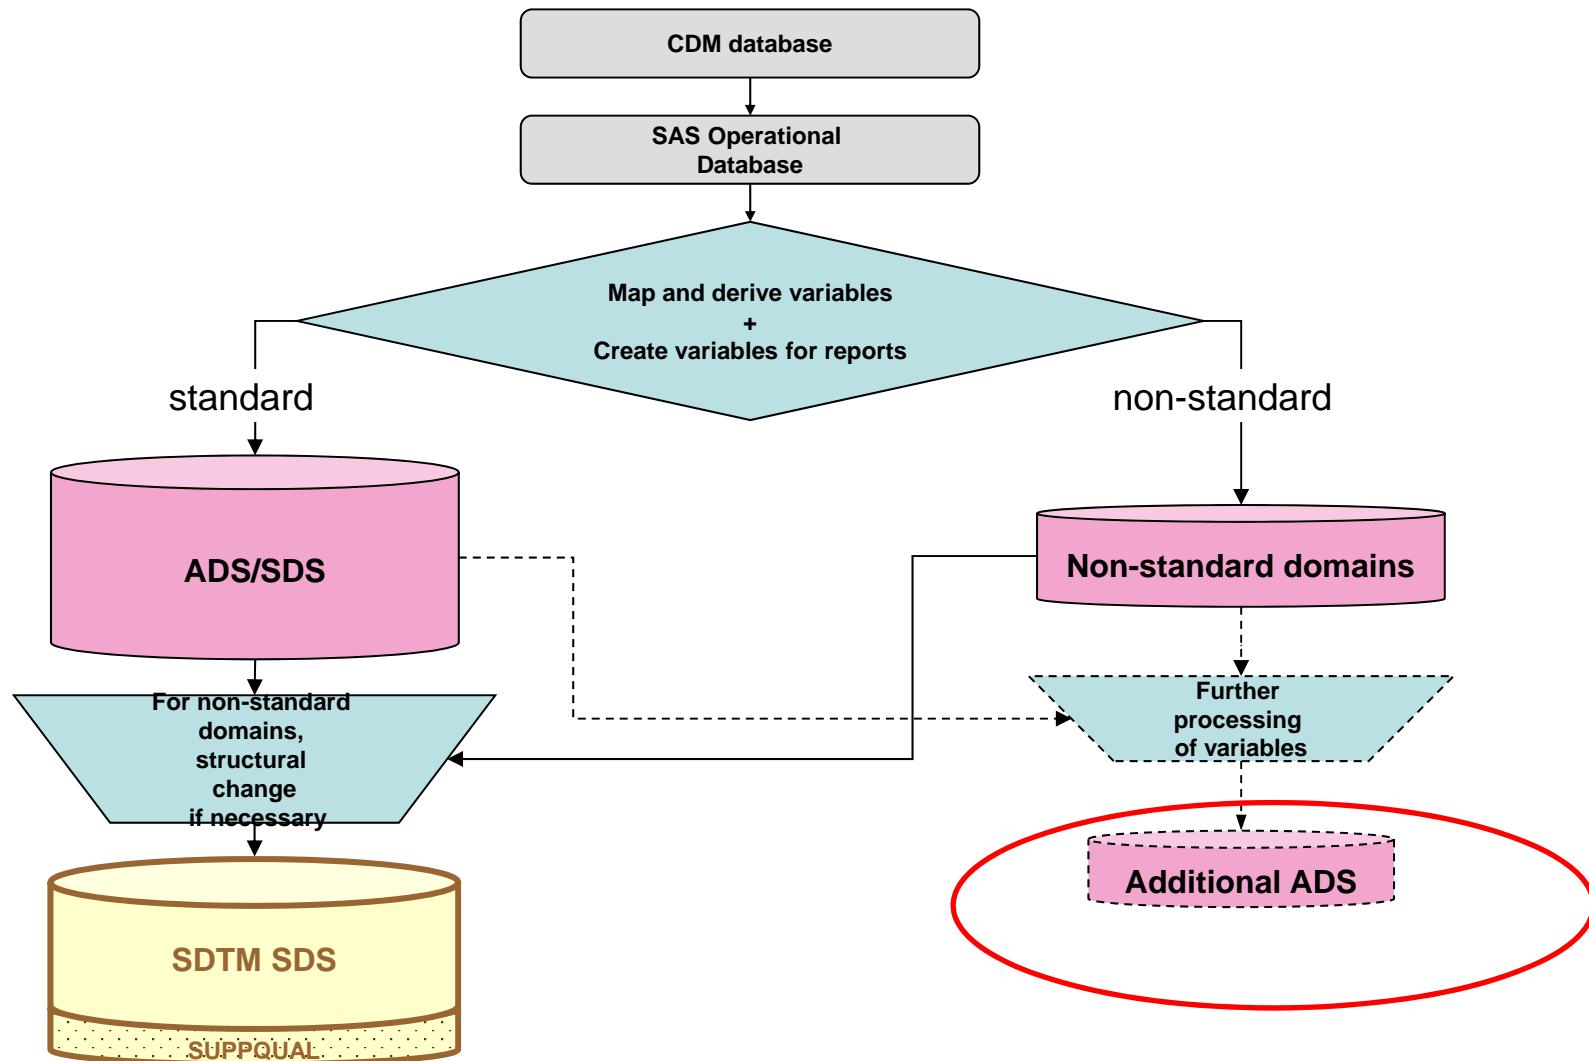 CDM database
SAS Operational
Database
Map and derive variables
+
Create variables for reports
standard
non-standard
ADS/SDS
Non-standard domains
For non-standard
domains,
structural
change
if necessary
Further
processing
of variables
Additional ADS
SDTM SDS
SUPPQUAL